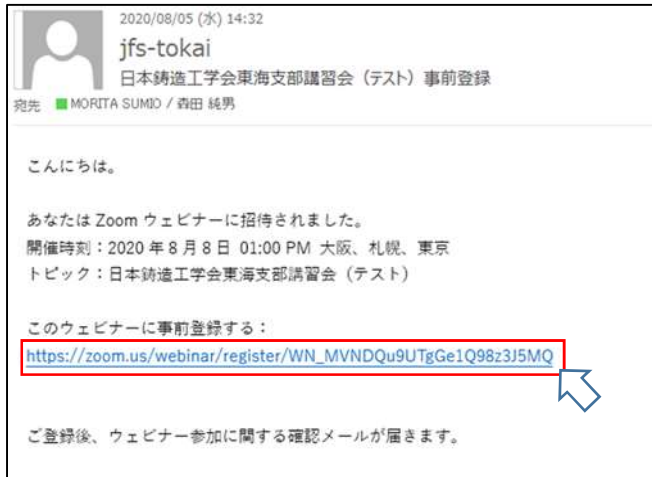 2020/08/05 (水) 14:32
jfs-tokai
日本鋳造工学会東海支部講習会（テスト）事前登録
宛先 MORITA SUMIO / 森田 純男
こんにちは。
あなたは Zoom ウェビナーに招待されました。
開催時刻：2020 年 8 月 8 日 01:00 PM 大阪、札幌、東京
トピック：日本鋳造工学会東海支部講習会（テスト）
このウェビナーに事前登録する：
https://zoom.us/webinar/register/WN_MVNDQu9UTgGe1Q98z3J5MQ
ご登録後、ウェビナー参加に関する確認メールが届きます。